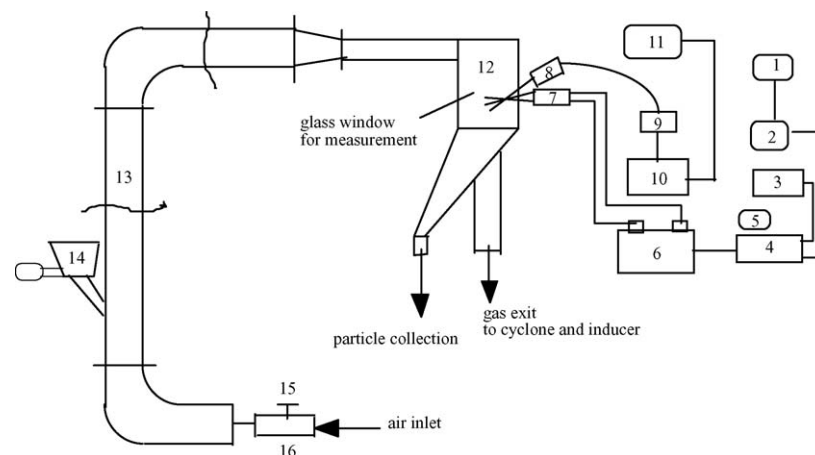 11
1
12
8
7
9
2
glass window
for measurement
10
3
13
5
4
6
14
gas exit
to cyclone and inducer
particle collection
15
air inlet
16